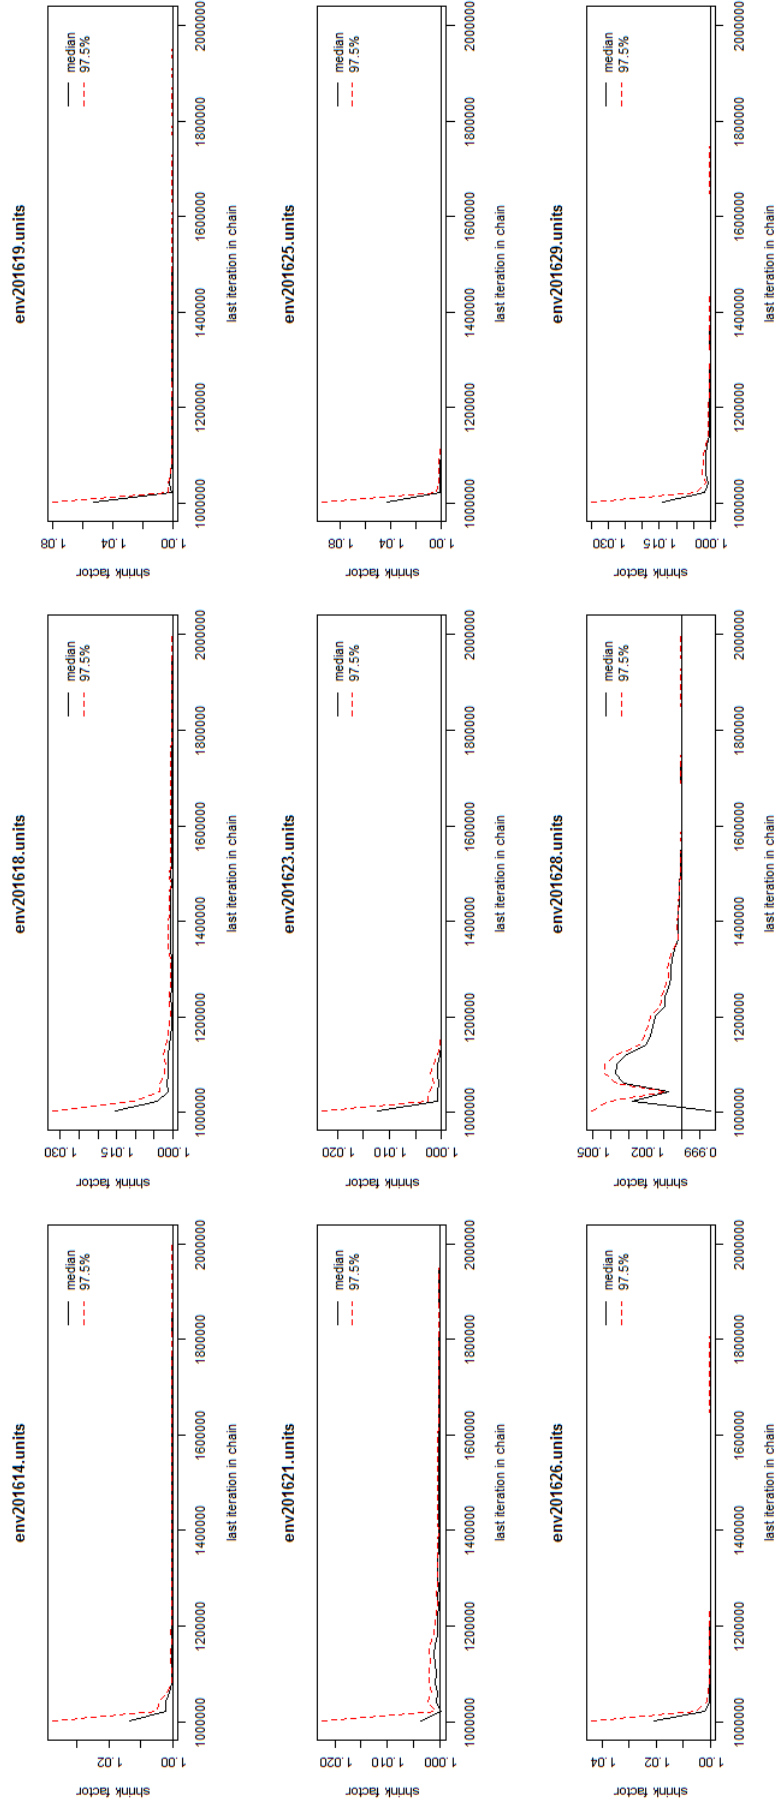 env201614.units
shrink factor
1.02
1.00
median
97.5%
1000000 1200000 1400000 1600000 1800000 2000000
last iteration in chain
env201618.units
shrink factor
1.030
1.015
1.000
median
97.5%
1000000 1200000 1400000 1600000 1800000 2000000
last iteration in chain
env201619.units
shrink factor
1.08
1.04
1.00
median
97.5%
1000000 1200000 1400000 1600000 1800000 2000000
last iteration in chain
env201621.units
shrink factor
1.020
1.010
1.000
median
97.5%
1000000 1200000 1400000 1600000 1800000 2000000
last iteration in chain
env201623.units
shrink factor
1.020
1.010
1.000
median
97.5%
1000000 1200000 1400000 1600000 1800000 2000000
last iteration in chain
env201625.units
shrink factor
1.08
1.04
1.00
median
97.5%
1000000 1200000 1400000 1600000 1800000 2000000
last iteration in chain
env201626.units
shrink factor
1.04
1.02
1.00
median
97.5%
1000000 1200000 1400000 1600000 1800000 2000000
last iteration in chain
env201628.units
shrink factor
1.005
1.002
0.999
median
97.5%
1000000 1200000 1400000 1600000 1800000 2000000
last iteration in chain
env201629.units
shrink factor
1.030
1.015
1.000
median
97.5%
1000000 1200000 1400000 1600000 1800000 2000000
last iteration in chain